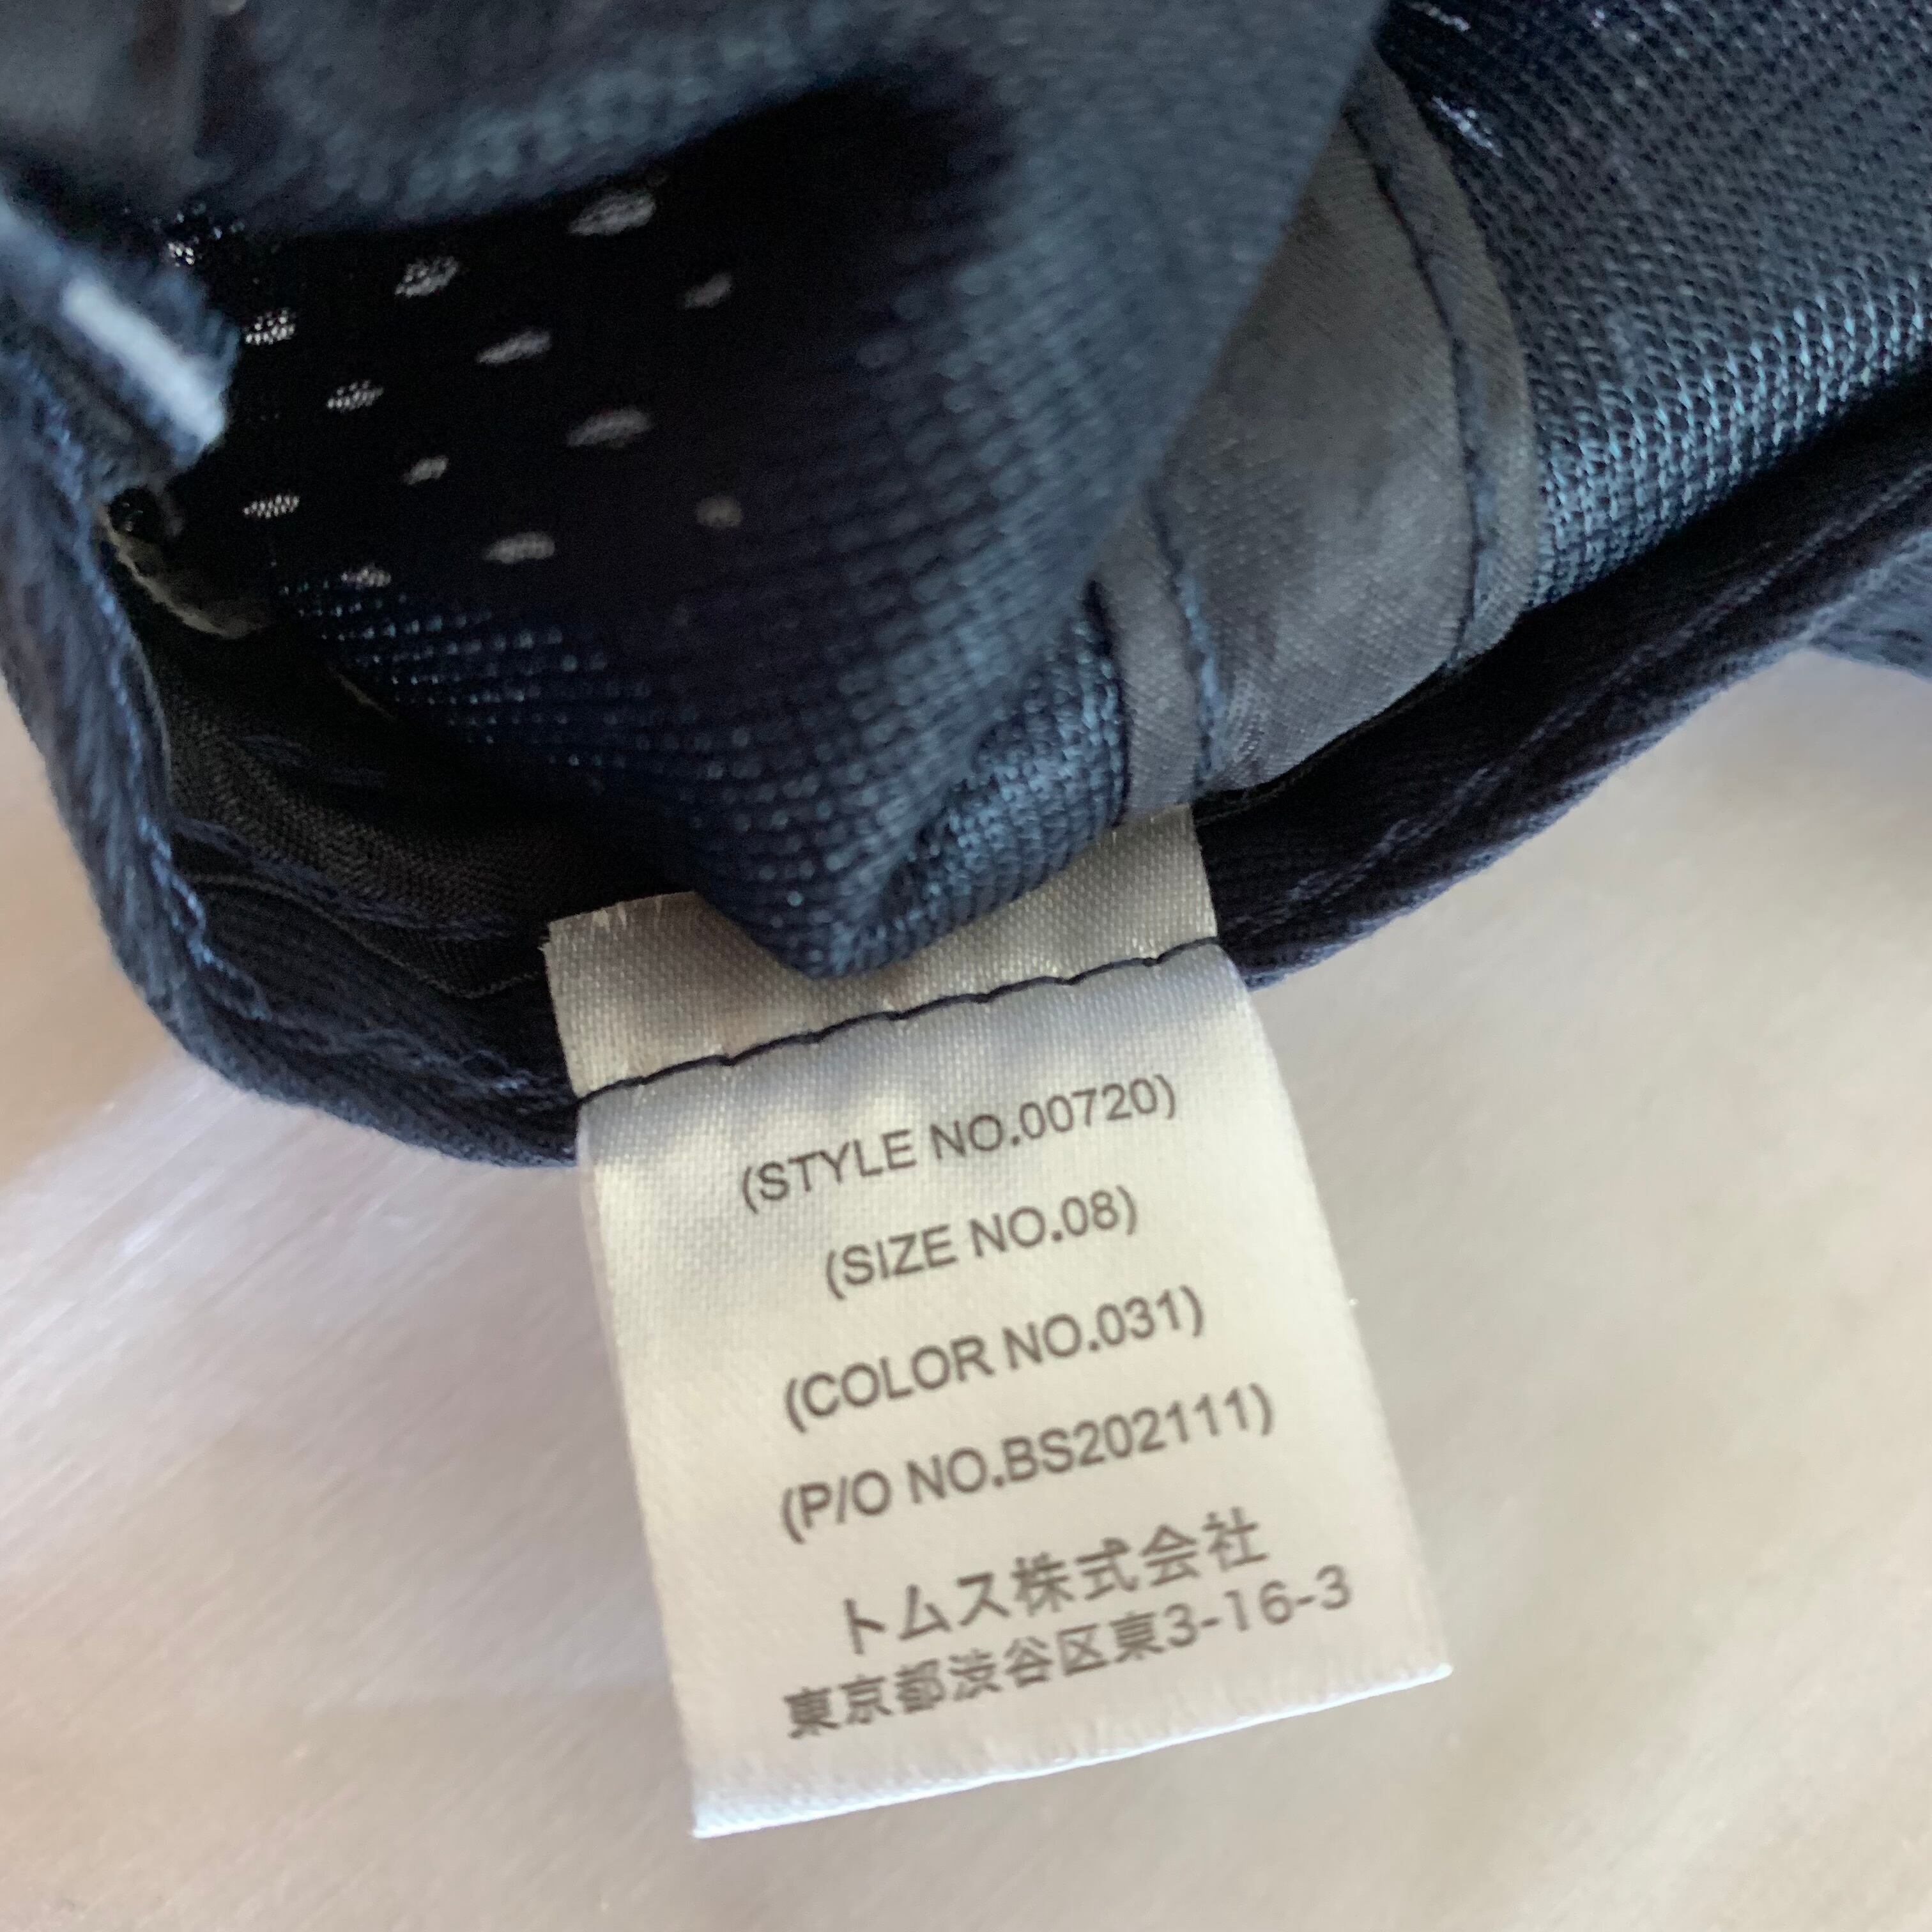 (STYLE NO.00720)
(SIZE NO.08)
(COLOR NO.031)
(P/O NO.BS202111)
トムス株式会社
東京都渋谷区東3-16-3